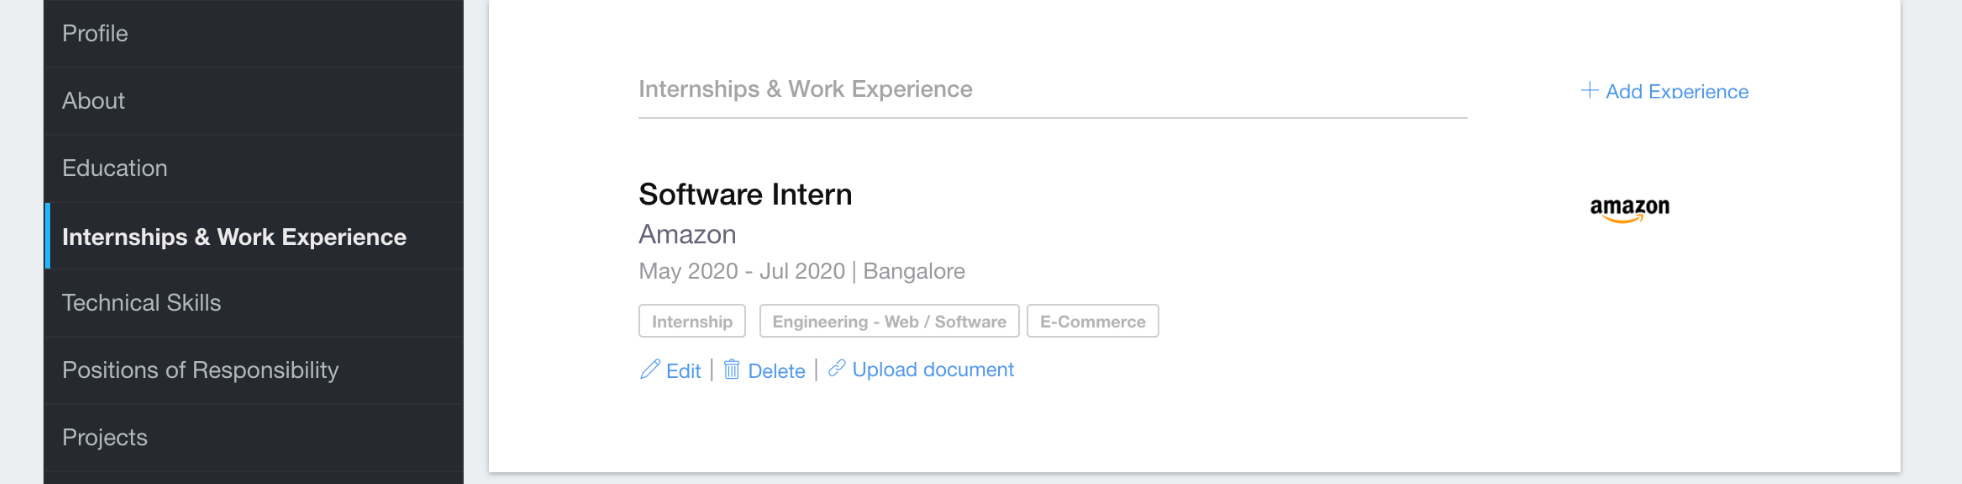 Profile
About
Education
Internships & Work Experience
Technical Skills
Positions of Responsibility
Projects
Internships & Work Experience
+ Add Experience
Software Intern
amazon
Amazon
May 2020 - Jul 2020 | Bangalore
Internship Engineering - Web / Software E-Commerce
Edit | Delete | Upload document